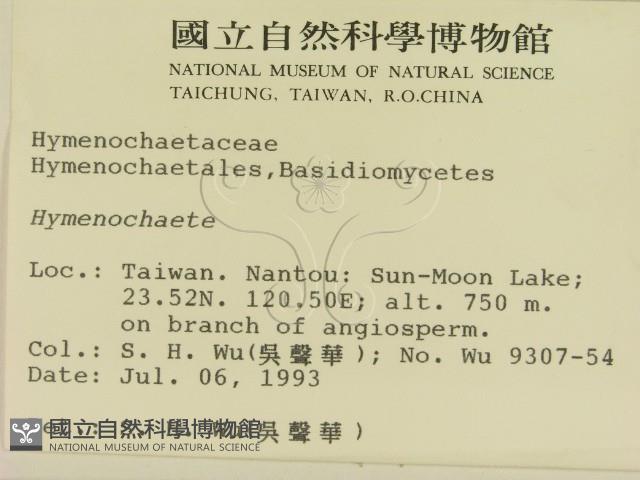 國立自然科學博物館
NATIONAL MUSEUM OF NATURAL SCIENCE
TAICHUNG, TAIWAN, R.O.CHINA
Hymenochaetaceae
Hymenochaetales,Basidiomycetes
Hymenochaete
Loc.: Taiwan. Nantou: Sun-Moon Lake;
23.52N. 120.50E; alt. 750 m.
on branch of angiosperm.
Col.: S. H. Wu(吳聲華); No. Wu 9307-54
Date: Jul. 06, 1993
吳聲華)
國立自然科學博物館
NATIONAL MUSEUM OF NATURAL SCIENCE